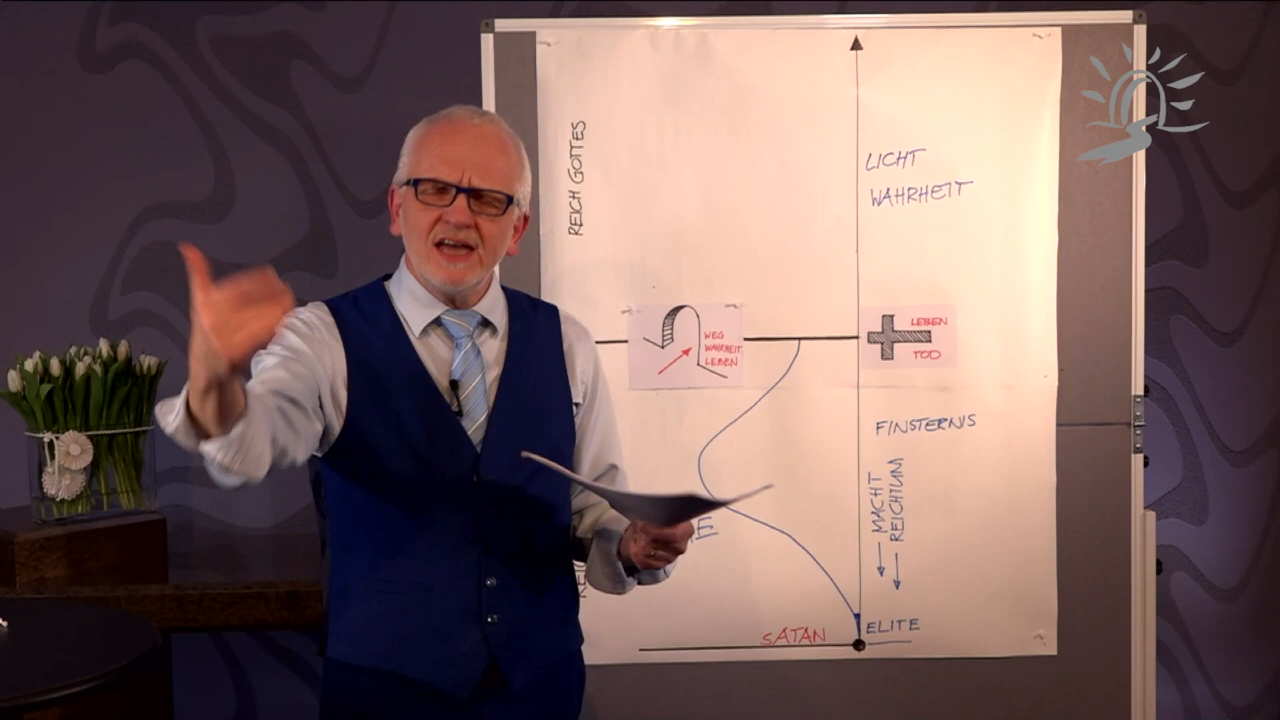 REICH GOTTES
LICHT
WAHRHEIT
WEG
WAHRHEIT
LEBEN
LEBEN
TOD
FINSTERNIS
MACHT
REICHTUM
ELITE
SATAN